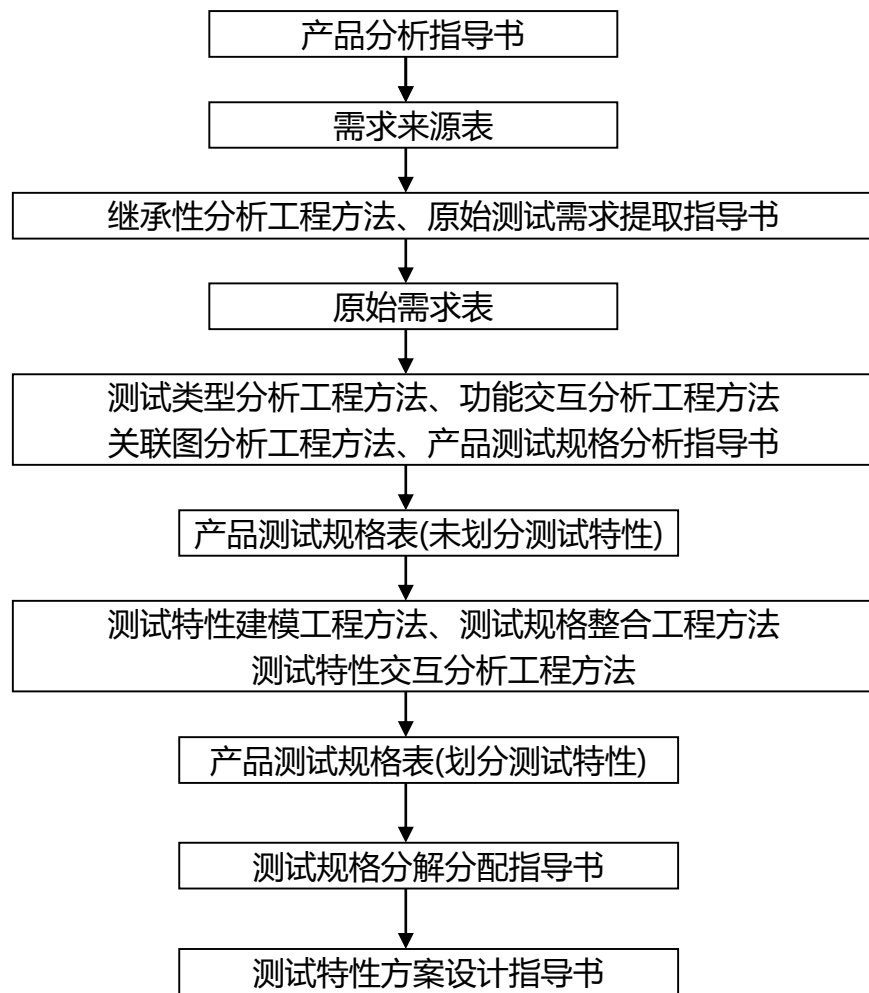 产品分析指导书
需求来源表
继承性分析工程方法、原始测试需求提取指导书
原始需求表
测试类型分析工程方法、功能交互分析工程方法
关联图分析工程方法、产品测试规格分析指导书
产品测试规格表(未划分测试特性)
测试特性建模工程方法、测试规格整合工程方法
测试特性交互分析工程方法
产品测试规格表(划分测试特性)
测试规格分解分配指导书
测试特性方案设计指导书